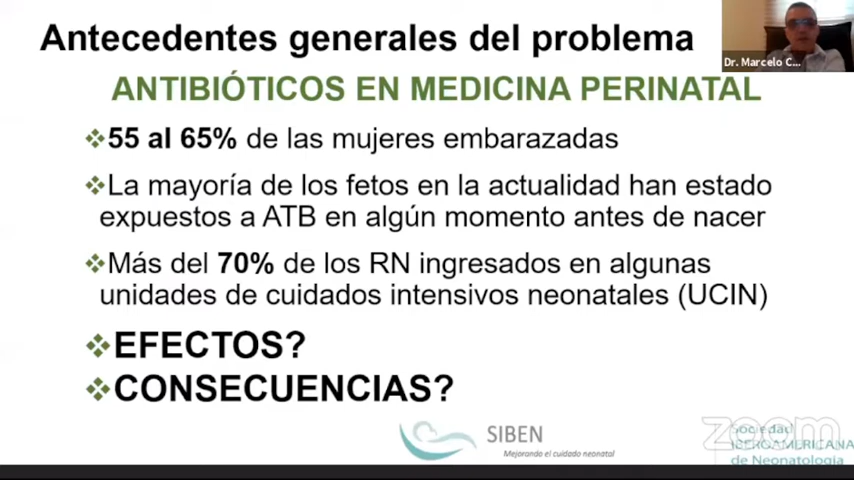 Antecedentes generales del problema
Dr. Marcelo C...
ANTIBIÓTICOS EN MEDICINA PERINATAL
❖55 al 65% de las mujeres embarazadas
❖La mayoría de los fetos en la actualidad han estado
expuestos a ATB en algún momento antes de nacer
❖Más del 70% de los RN ingresados en algunas
unidades de cuidados intensivos neonatales (UCIN)
❖EFECTOS?
❖CONSECUENCIAS?
SIBEN
Mejorando el cuidado neonatal
zoom
Sociedad
IBEROAMERICANA
de Neonatología